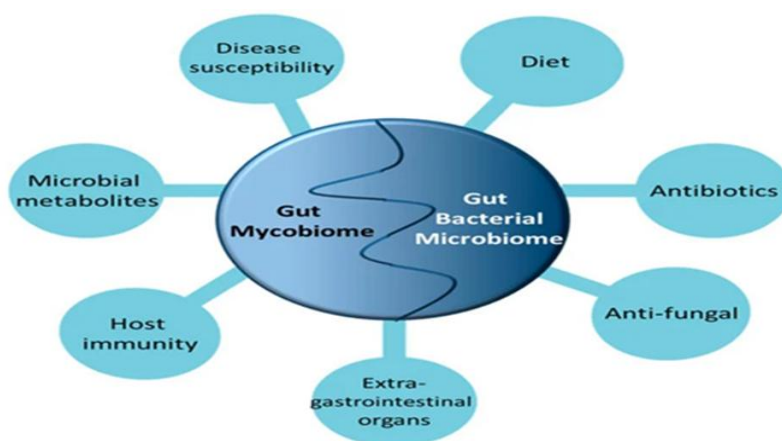 Disease
susceptibility
Diet
Microbial
metabolites
Gut
Mycobiome
Gut
Bacterial
Microbiome
Antibiotics
Host
immunity
Anti-fungal
Extra-
gastrointestinal
organs